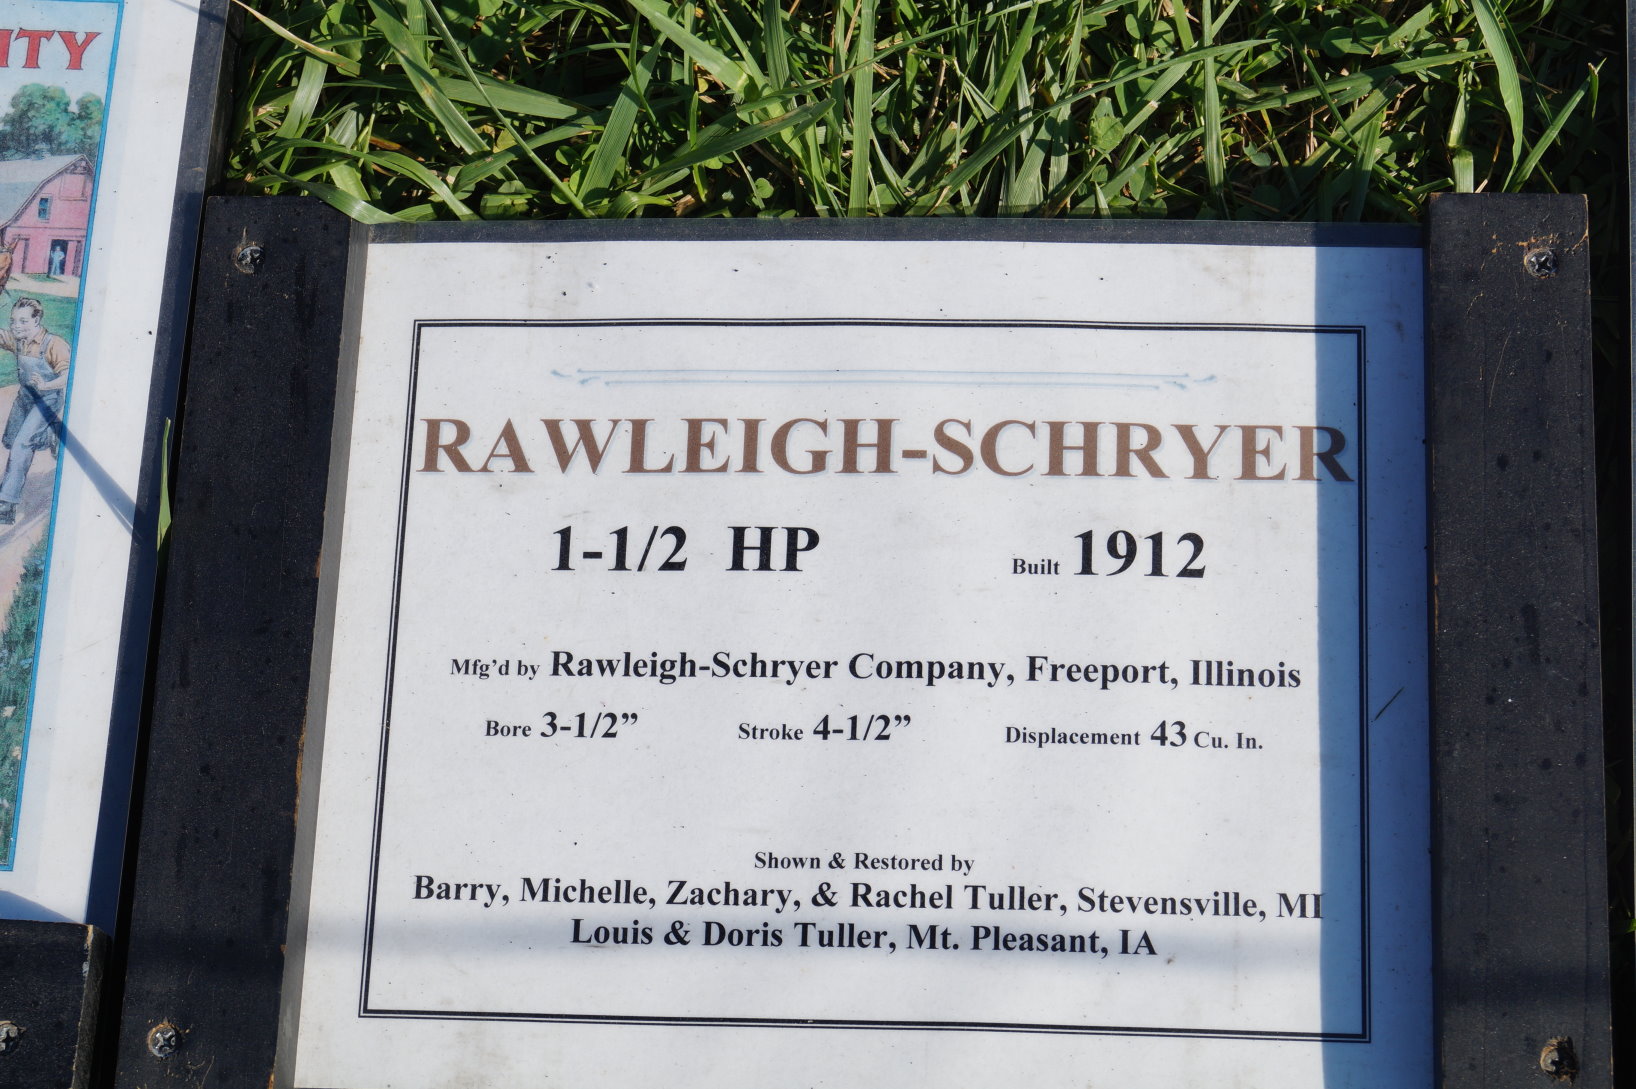 ITY
RAWLEIGH-SCHRYER
1-1/2 HP Built 1912
Mfg'd by Rawleigh-Schryer Company, Freeport, Illinois
Bore 3-1/2” Stroke 4-1/2” Displacement 43 Cu. In.
Shown & Restored by
Barry, Michelle, Zachary, & Rachel Tuller, Stevensville, MI
Louis & Doris Tuller, Mt. Pleasant, IA